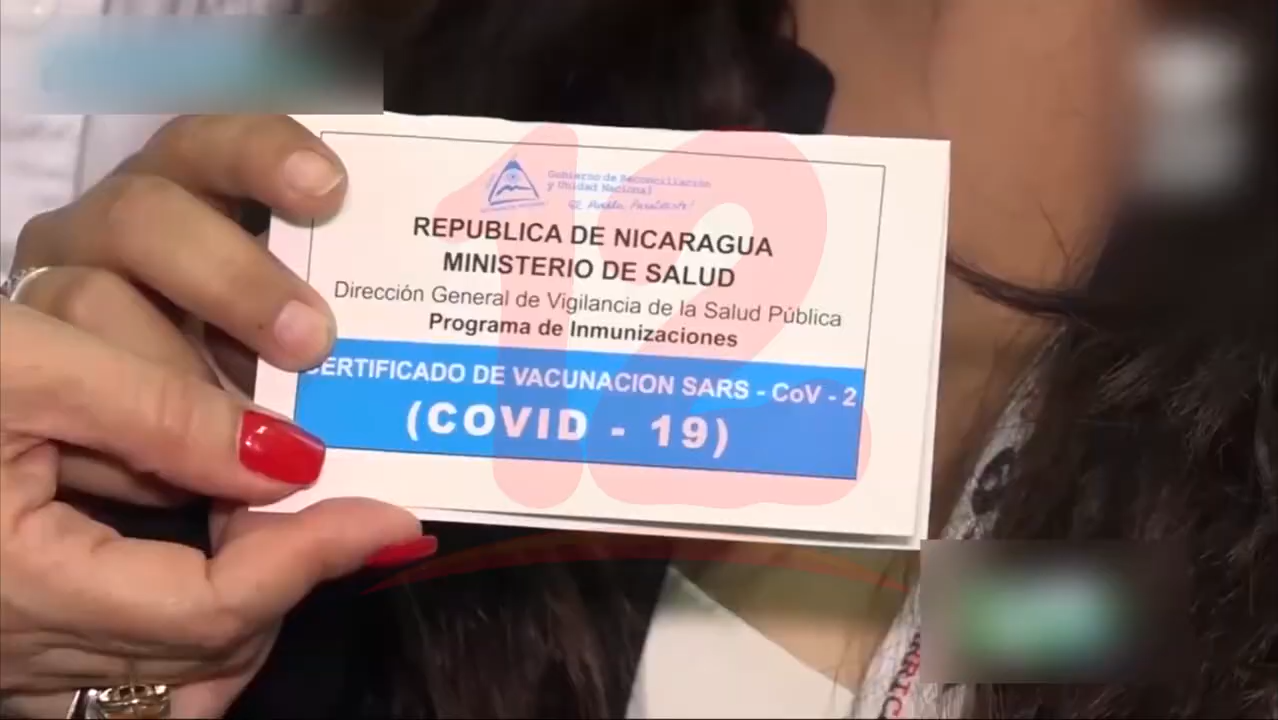 Gobierno de Reconciliación
y Unidad Nacional
REPUBLICA DE NICARAGUA
MINISTERIO DE SALUD
Dirección General de Vigilancia de la Salud Pública
Programa de Inmunizaciones
ERTIFICADO DE VACUNACION SARS - CoV - 2
(COVID - 19)
12